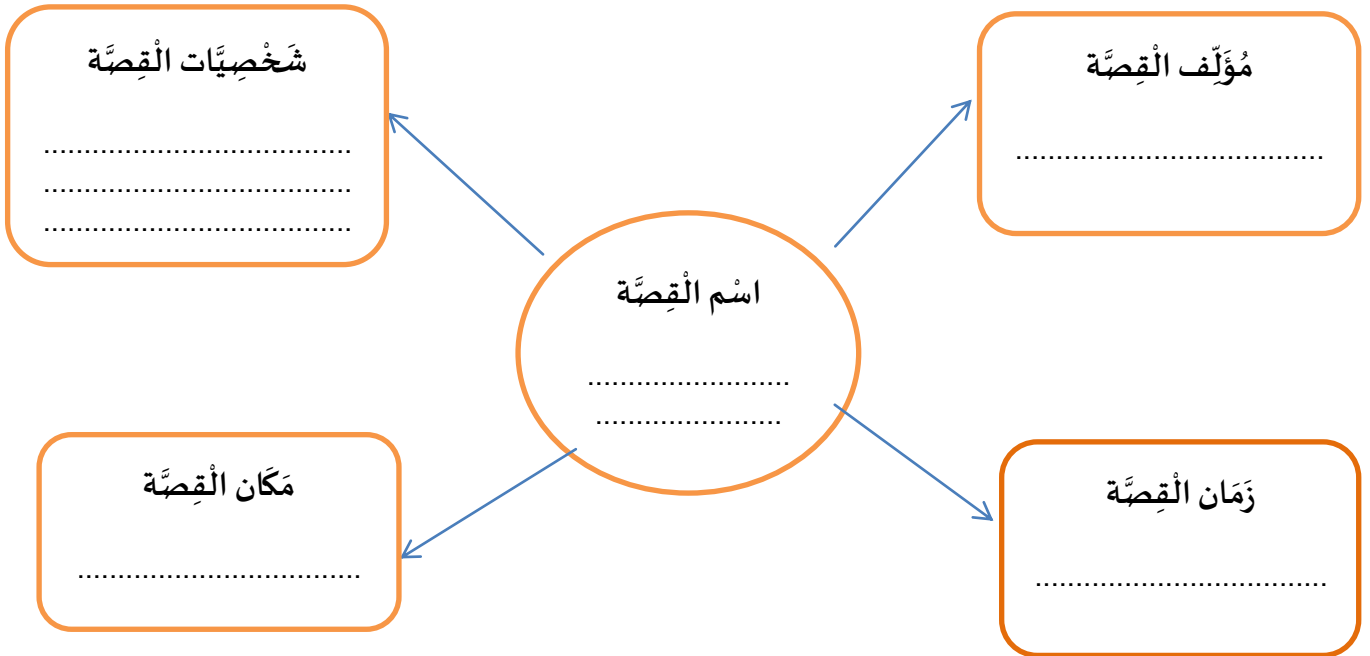 مُؤَلِّف الْقِصَّة
.....................................
شَخْصِيَّات الْقِصَّة
.....................................
.....................................
.....................................
اسْم الْقِصَّة
........................
......................
زَمَان الْقِصَّة
...................................
مَكَان الْقِصَّة
..................................